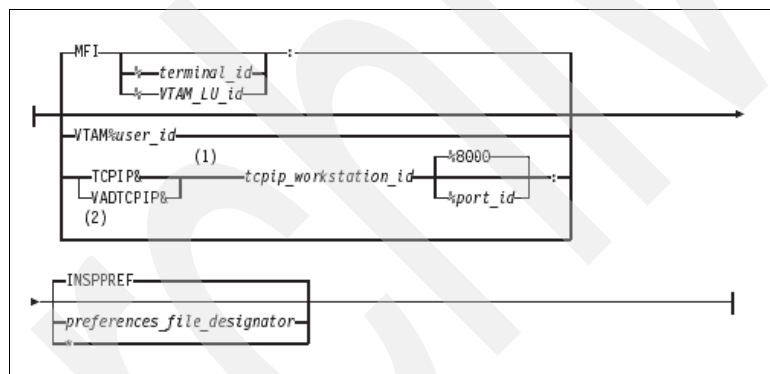 MFI :
% terminal_id
% VTAM_LU_id
VTAM%user_id
(1) %8000
TCPIP& tcpip_workstation_id :
VADTCPIP& %port_id
(2)
INSPPREF
preferences_file_designator
*